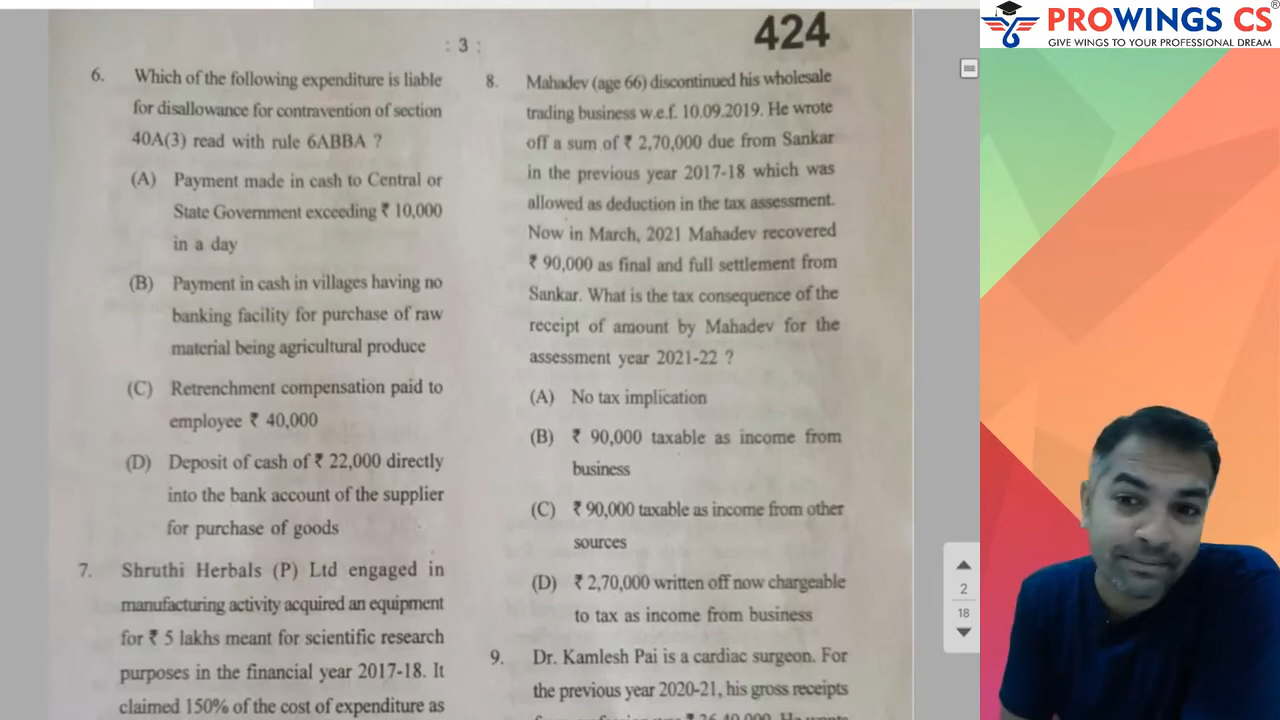 : 3 :
424
6. Which of the following expenditure is liable
for disallowance for contravention of section
40A(3) read with rule 6ABBA ?
(A) Payment made in cash to Central or
State Government exceeding ₹ 10,000
in a day
(B) Payment in cash in villages having no
banking facility for purchase of raw
material being agricultural produce
(C) Retrenchment compensation paid to
employee ₹ 40,000
(D) Deposit of cash of ₹ 22,000 directly
into the bank account of the supplier
for purchase of goods
7. Shruthi Herbals (P) Ltd engaged in
manufacturing activity acquired an equipment
for ₹ 5 lakhs meant for scientific research
purposes in the financial year 2017-18. It
claimed 150% of the cost of expenditure as
8. Mahadev (age 66) discontinued his wholesale
trading business w.e.f. 10.09.2019. He wrote
off a sum of ₹ 2,70,000 due from Sankar
in the previous year 2017-18 which was
allowed as deduction in the tax assessment.
Now in March, 2021 Mahadev recovered
₹ 90,000 as final and full settlement from
Sankar. What is the tax consequence of the
receipt of amount by Mahadev for the
assessment year 2021-22 ?
(A) No tax implication
(B) ₹ 90,000 taxable as income from
business
(C) ₹ 90,000 taxable as income from other
sources
(D) ₹ 2,70,000 written off now chargeable
to tax as income from business
9. Dr. Kamlesh Pai is a cardiac surgeon. For
the previous year 2020-21, his gross receipts
2
18
PROWINGS CS®
GIVE WINGS TO YOUR PROFESSIONAL DREAM